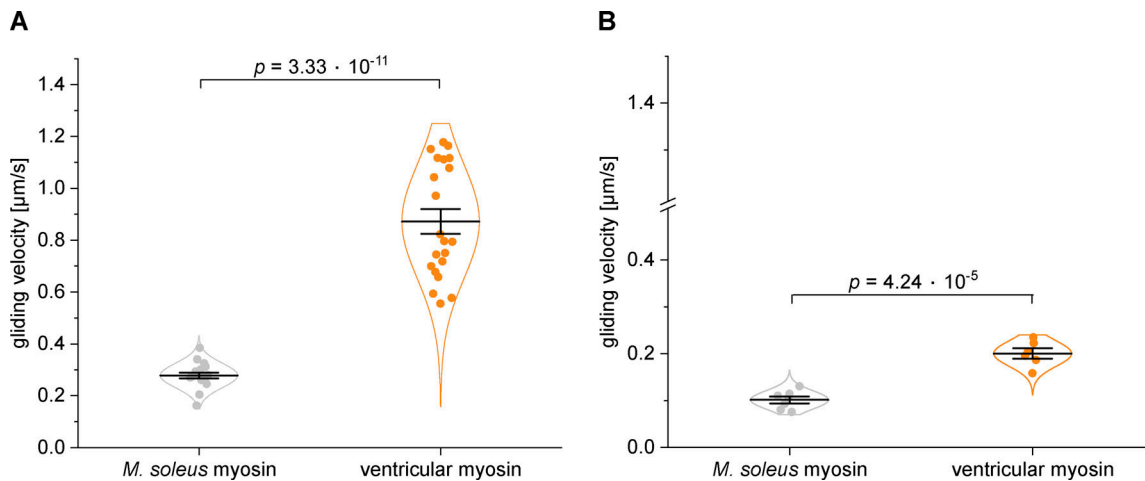 A
gliding velocity [µm/s]
1.4
1.2
1.0
0.8
0.6
0.4
0.2
0.0
p = 3.33 · 10⁻¹¹
M. soleus myosin
ventricular myosin
B
gliding velocity [µm/s]
1.4
0.4
0.2
0.0
p = 4.24 · 10⁻⁵
M. soleus myosin
ventricular myosin